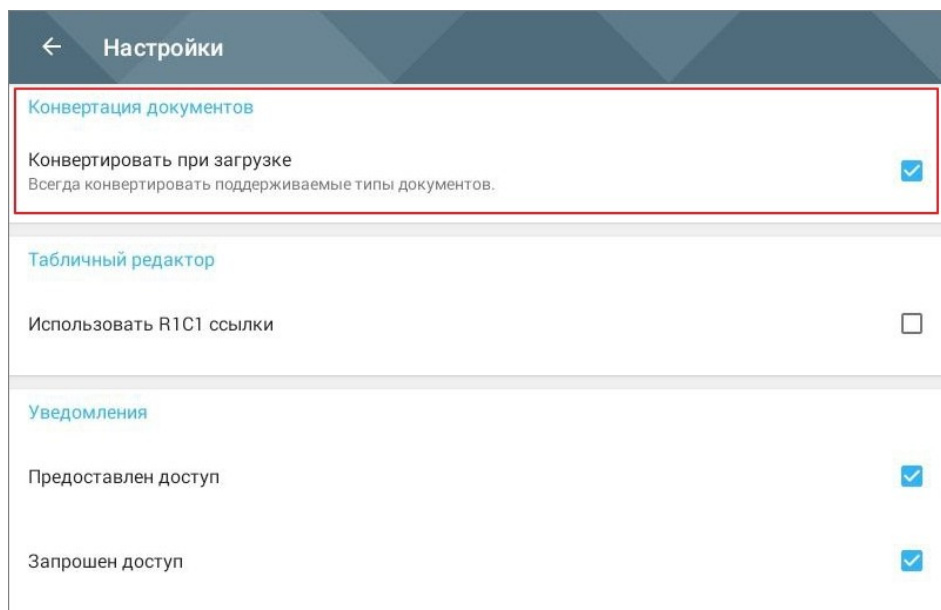 Настройки
Конвертация документов
Конвертировать при загрузке
Всегда конвертировать поддерживаемые типы документов.
Табличный редактор
Использовать R1C1 ссылки
Уведомления
Предоставлен доступ
Запрошен доступ